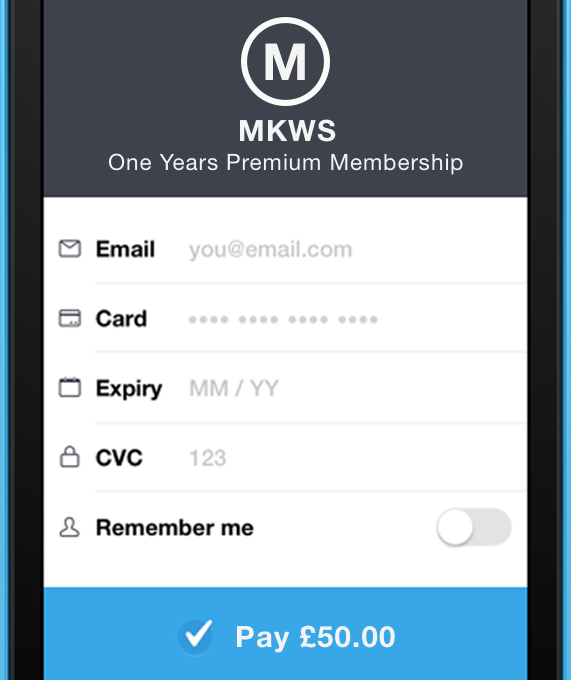 M
MKWS
One Years Premium Membership
Email you@email.com
Card •••• •••• •••• ••••
Expiry MM / YY
CVC 123
Remember me
Pay £50.00